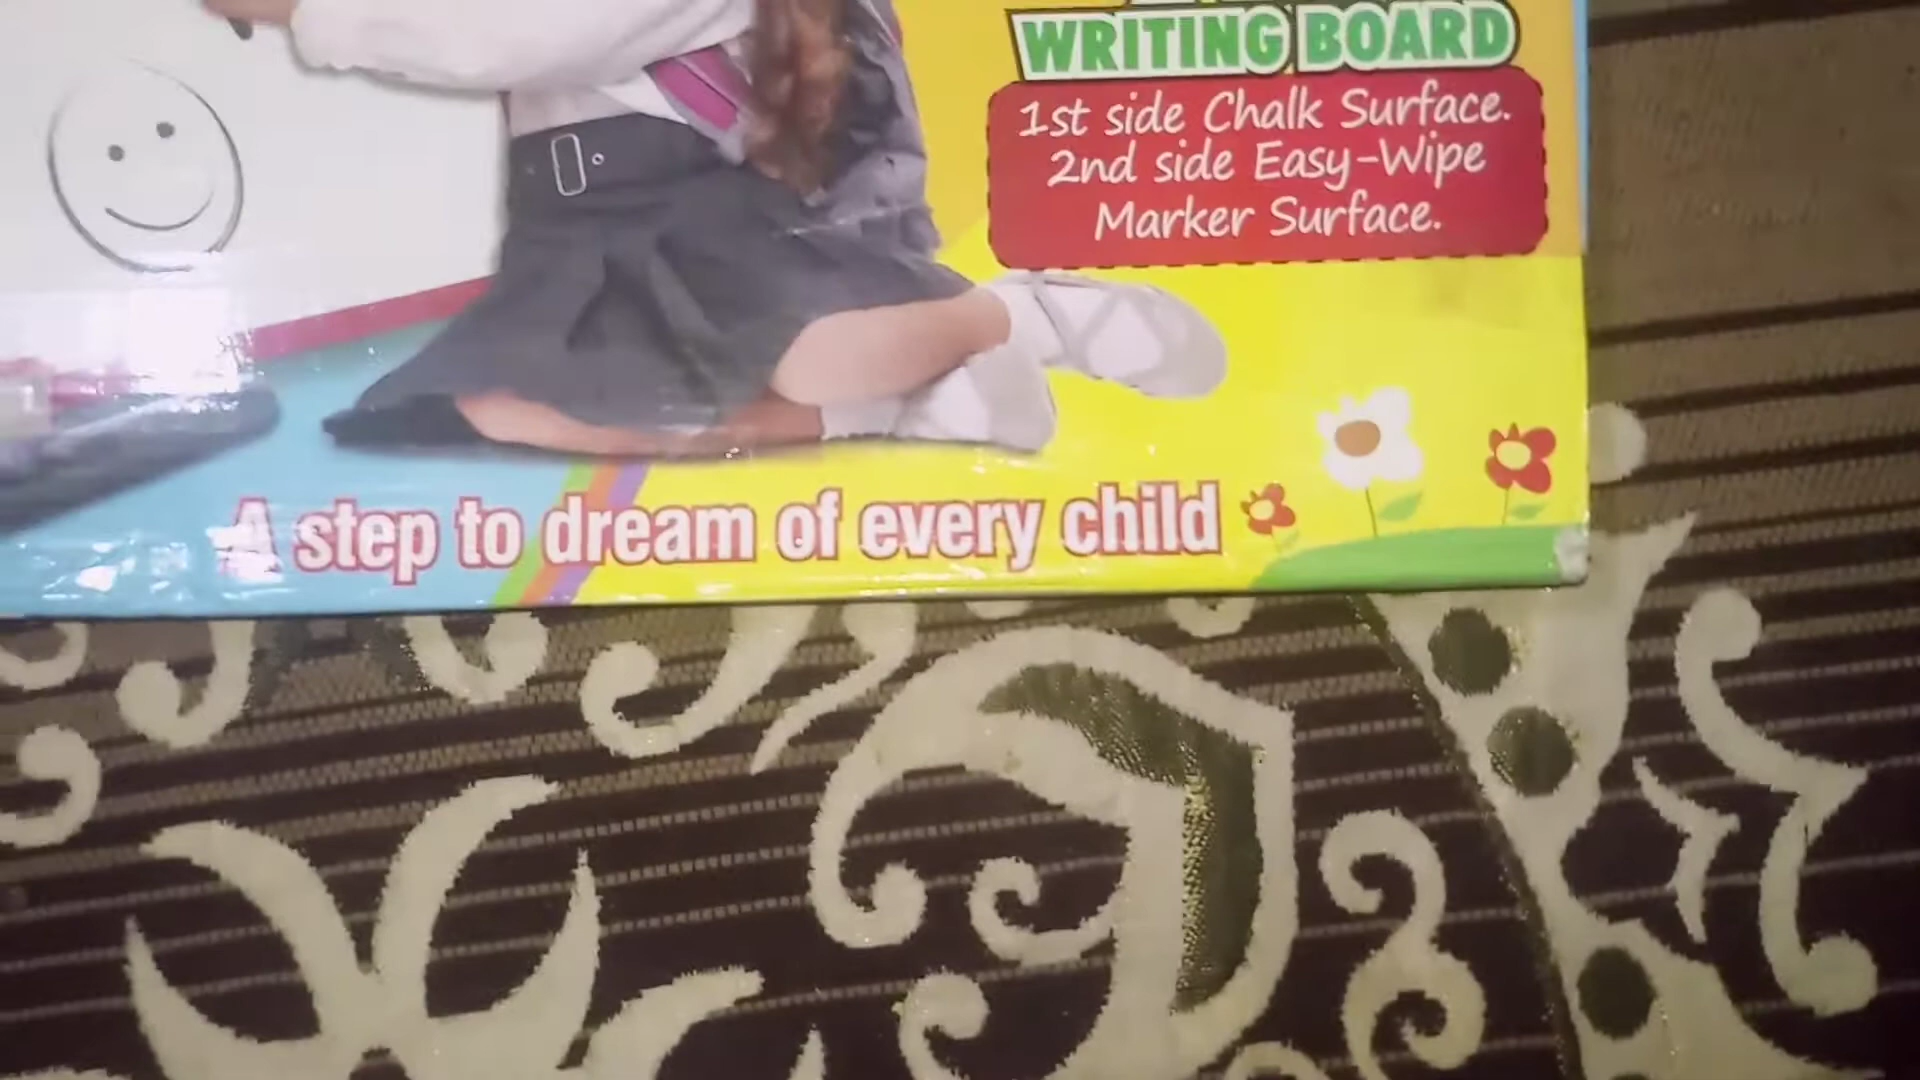 WRITING BOARD
1st side Chalk Surface.
2nd side Easy-Wipe
Marker Surface.
A step to dream of every child